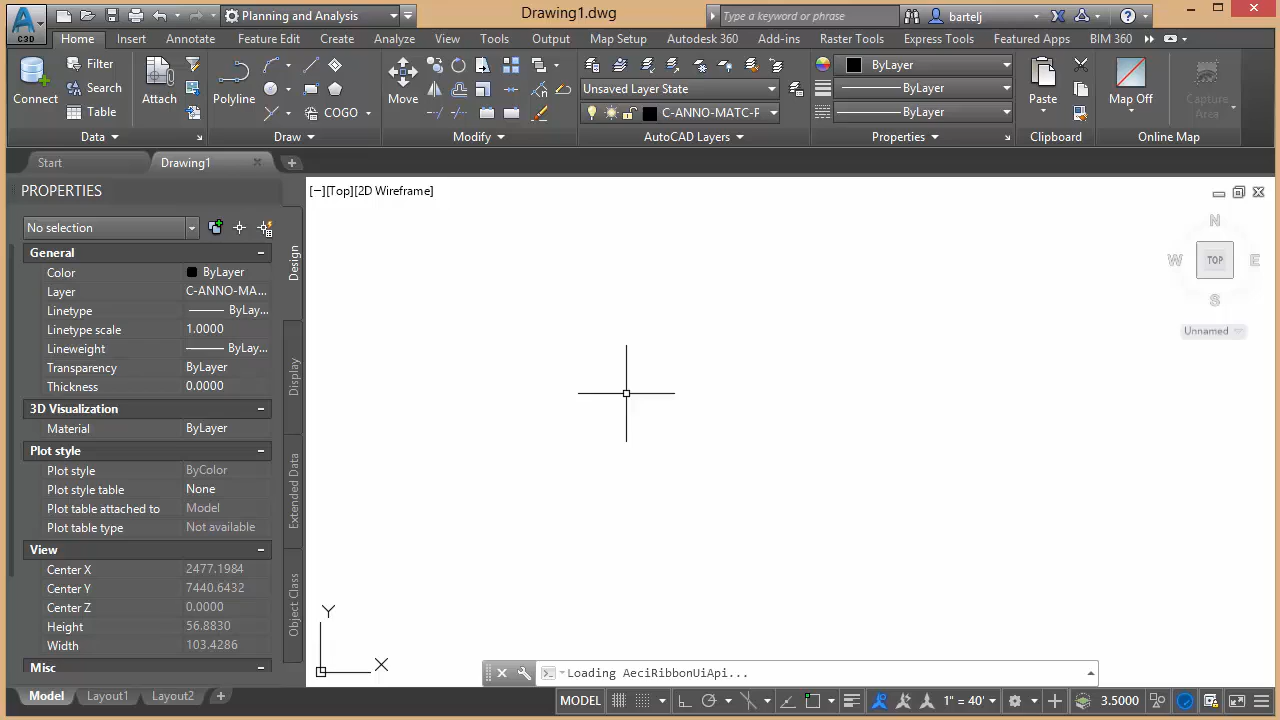 Planning and Analysis
Drawing1.dwg
Type a keyword or phrase
bartelj
C3D
Home Insert Annotate Feature Edit Create Analyze View Tools Output Map Setup Autodesk 360 Add-ins Raster Tools Express Tools Featured Apps BIM 360
Connect
Filter
Search
Table
Attach
Polyline
COGO
Move
Unsaved Layer State
C-ANNO-MATC-P
ByLayer
ByLayer
ByLayer
Paste
Map Off
Capture
Area
Data Draw Modify AutoCAD Layers Properties Clipboard Online Map
Start Drawing1
PROPERTIES
No selection
General
Color ByLayer
Layer C-ANNO-MA...
Linetype ByLay...
Linetype scale 1.0000
Lineweight ByLay...
Transparency ByLayer
Thickness 0.0000
3D Visualization
Material ByLayer
Plot style
Plot style ByColor
Plot style table None
Plot table attached to Model
Plot table type Not available
View
Center X 2477.1984
Center Y 7440.6432
Center Z 0.0000
Height 56.8830
Width 103.4286
Misc
Design
Display
Extended Data
Object Class
[−][Top][2D Wireframe]
N
W TOP E
S
Unnamed
Y
X
Loading AeciRibbonUiApi...
Model Layout1 Layout2 +
MODEL
1" = 40'
3.5000